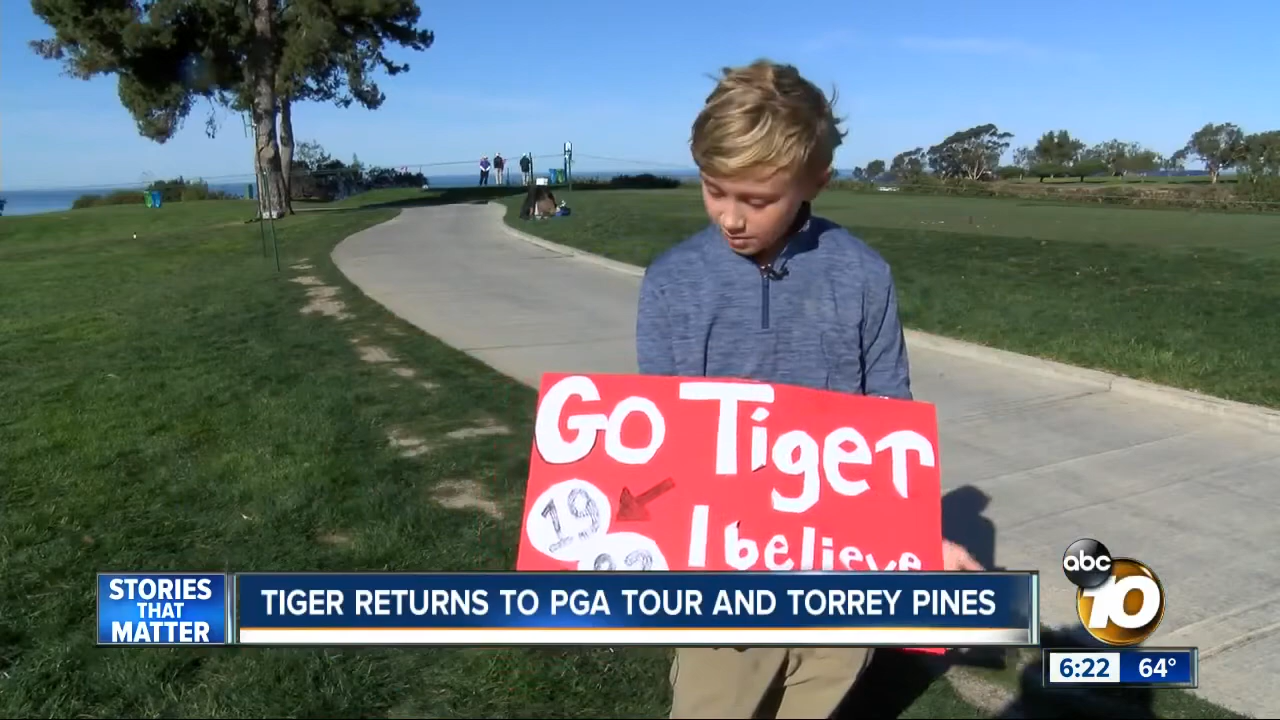 Go Tiger
19
I believe
STORIES
THAT
MATTER
TIGER RETURNS TO PGA TOUR AND TORREY PINES
abc
10
6:22
64°